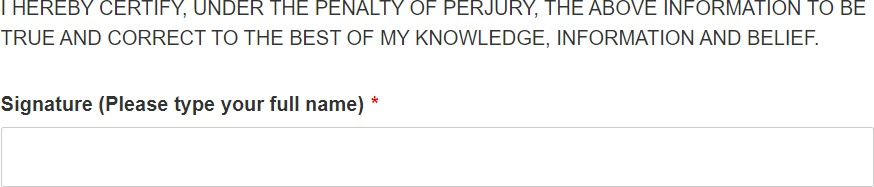 I HEREBY CERTIFY, UNDER THE PENALTY OF PERJURY, THE ABOVE INFORMATION TO BE
TRUE AND CORRECT TO THE BEST OF MY KNOWLEDGE, INFORMATION AND BELIEF.
Signature (Please type your full name) *